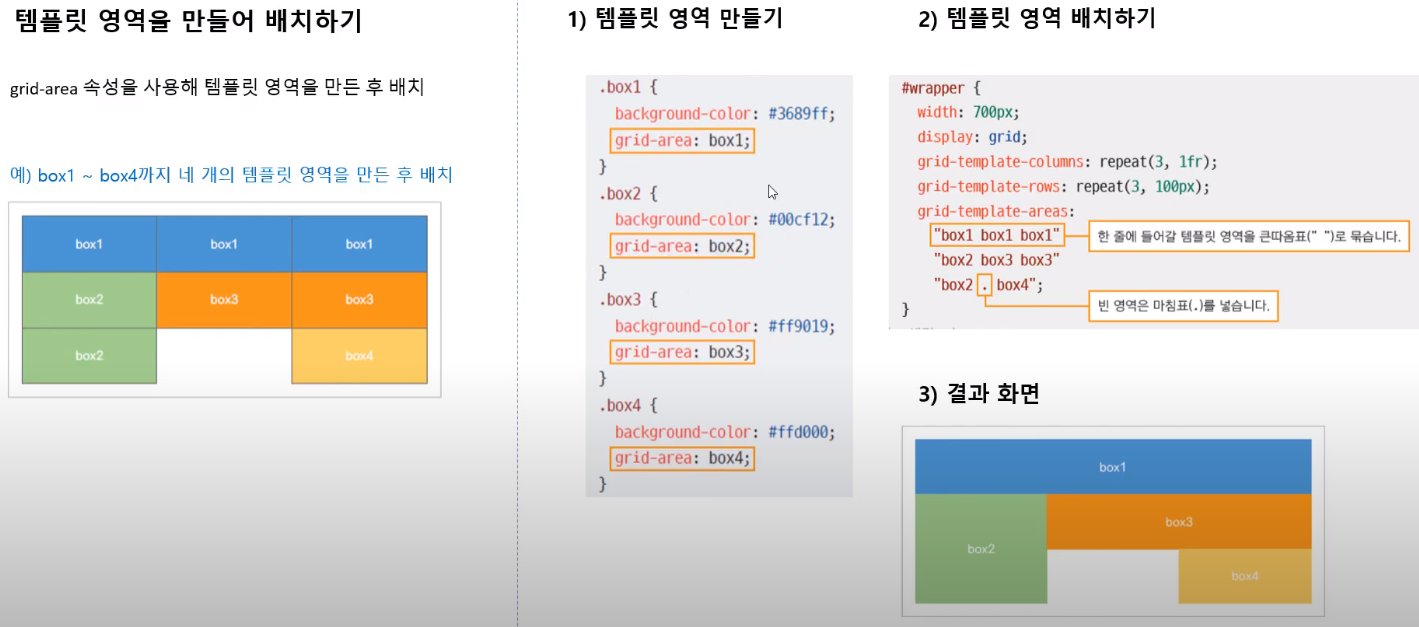 템플릿 영역을 만들어 배치하기
grid-area 속성을 사용해 템플릿 영역을 만든 후 배치
예) box1 ~ box4까지 네 개의 템플릿 영역을 만든 후 배치
box1 box1 box1
box2 box3 box3
box2 box4
1) 템플릿 영역 만들기
.box1 {
background-color: #3689ff;
grid-area: box1;
}
.box2 {
background-color: #00cf12;
grid-area: box2;
}
.box3 {
background-color: #ff9019;
grid-area: box3;
}
.box4 {
background-color: #ffd000;
grid-area: box4;
}
2) 템플릿 영역 배치하기
#wrapper {
width: 700px;
display: grid;
grid-template-columns: repeat(3, 1fr);
grid-template-rows: repeat(3, 100px);
grid-template-areas:
"box1 box1 box1"
한 줄에 들어갈 템플릿 영역을 큰따옴표(" ")로 묶습니다.
"box2 box3 box3"
"box2 . box4";
빈 영역은 마침표(.)를 넣습니다.
}
3) 결과 화면
box1
box3
box2
box4